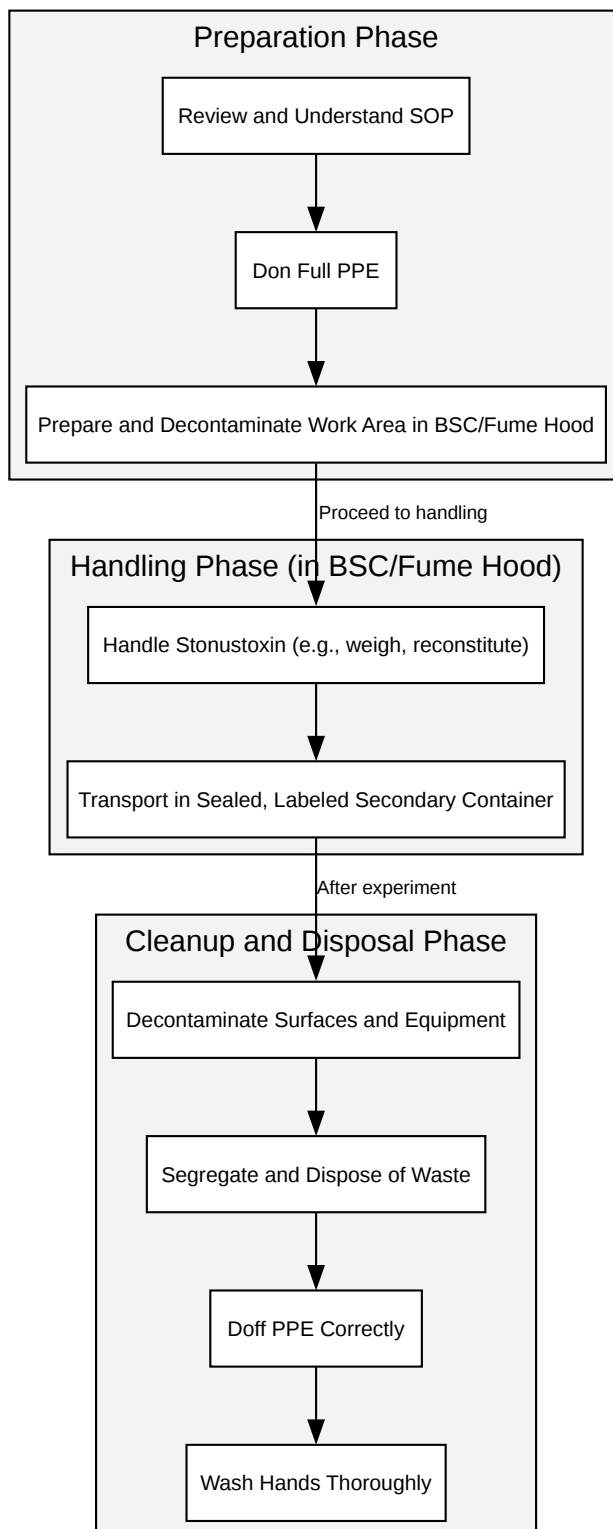 Preparation Phase
Review and Understand SOP
Don Full PPE
Prepare and Decontaminate Work Area in BSC/Fume Hood
Proceed to handling
Handling Phase (in BSC/Fume Hood)
Handle Stonustoxin (e.g., weigh, reconstitute)
Transport in Sealed, Labeled Secondary Container
After experiment
Cleanup and Disposal Phase
Decontaminate Surfaces and Equipment
Segregate and Dispose of Waste
Doff PPE Correctly
Wash Hands Thoroughly